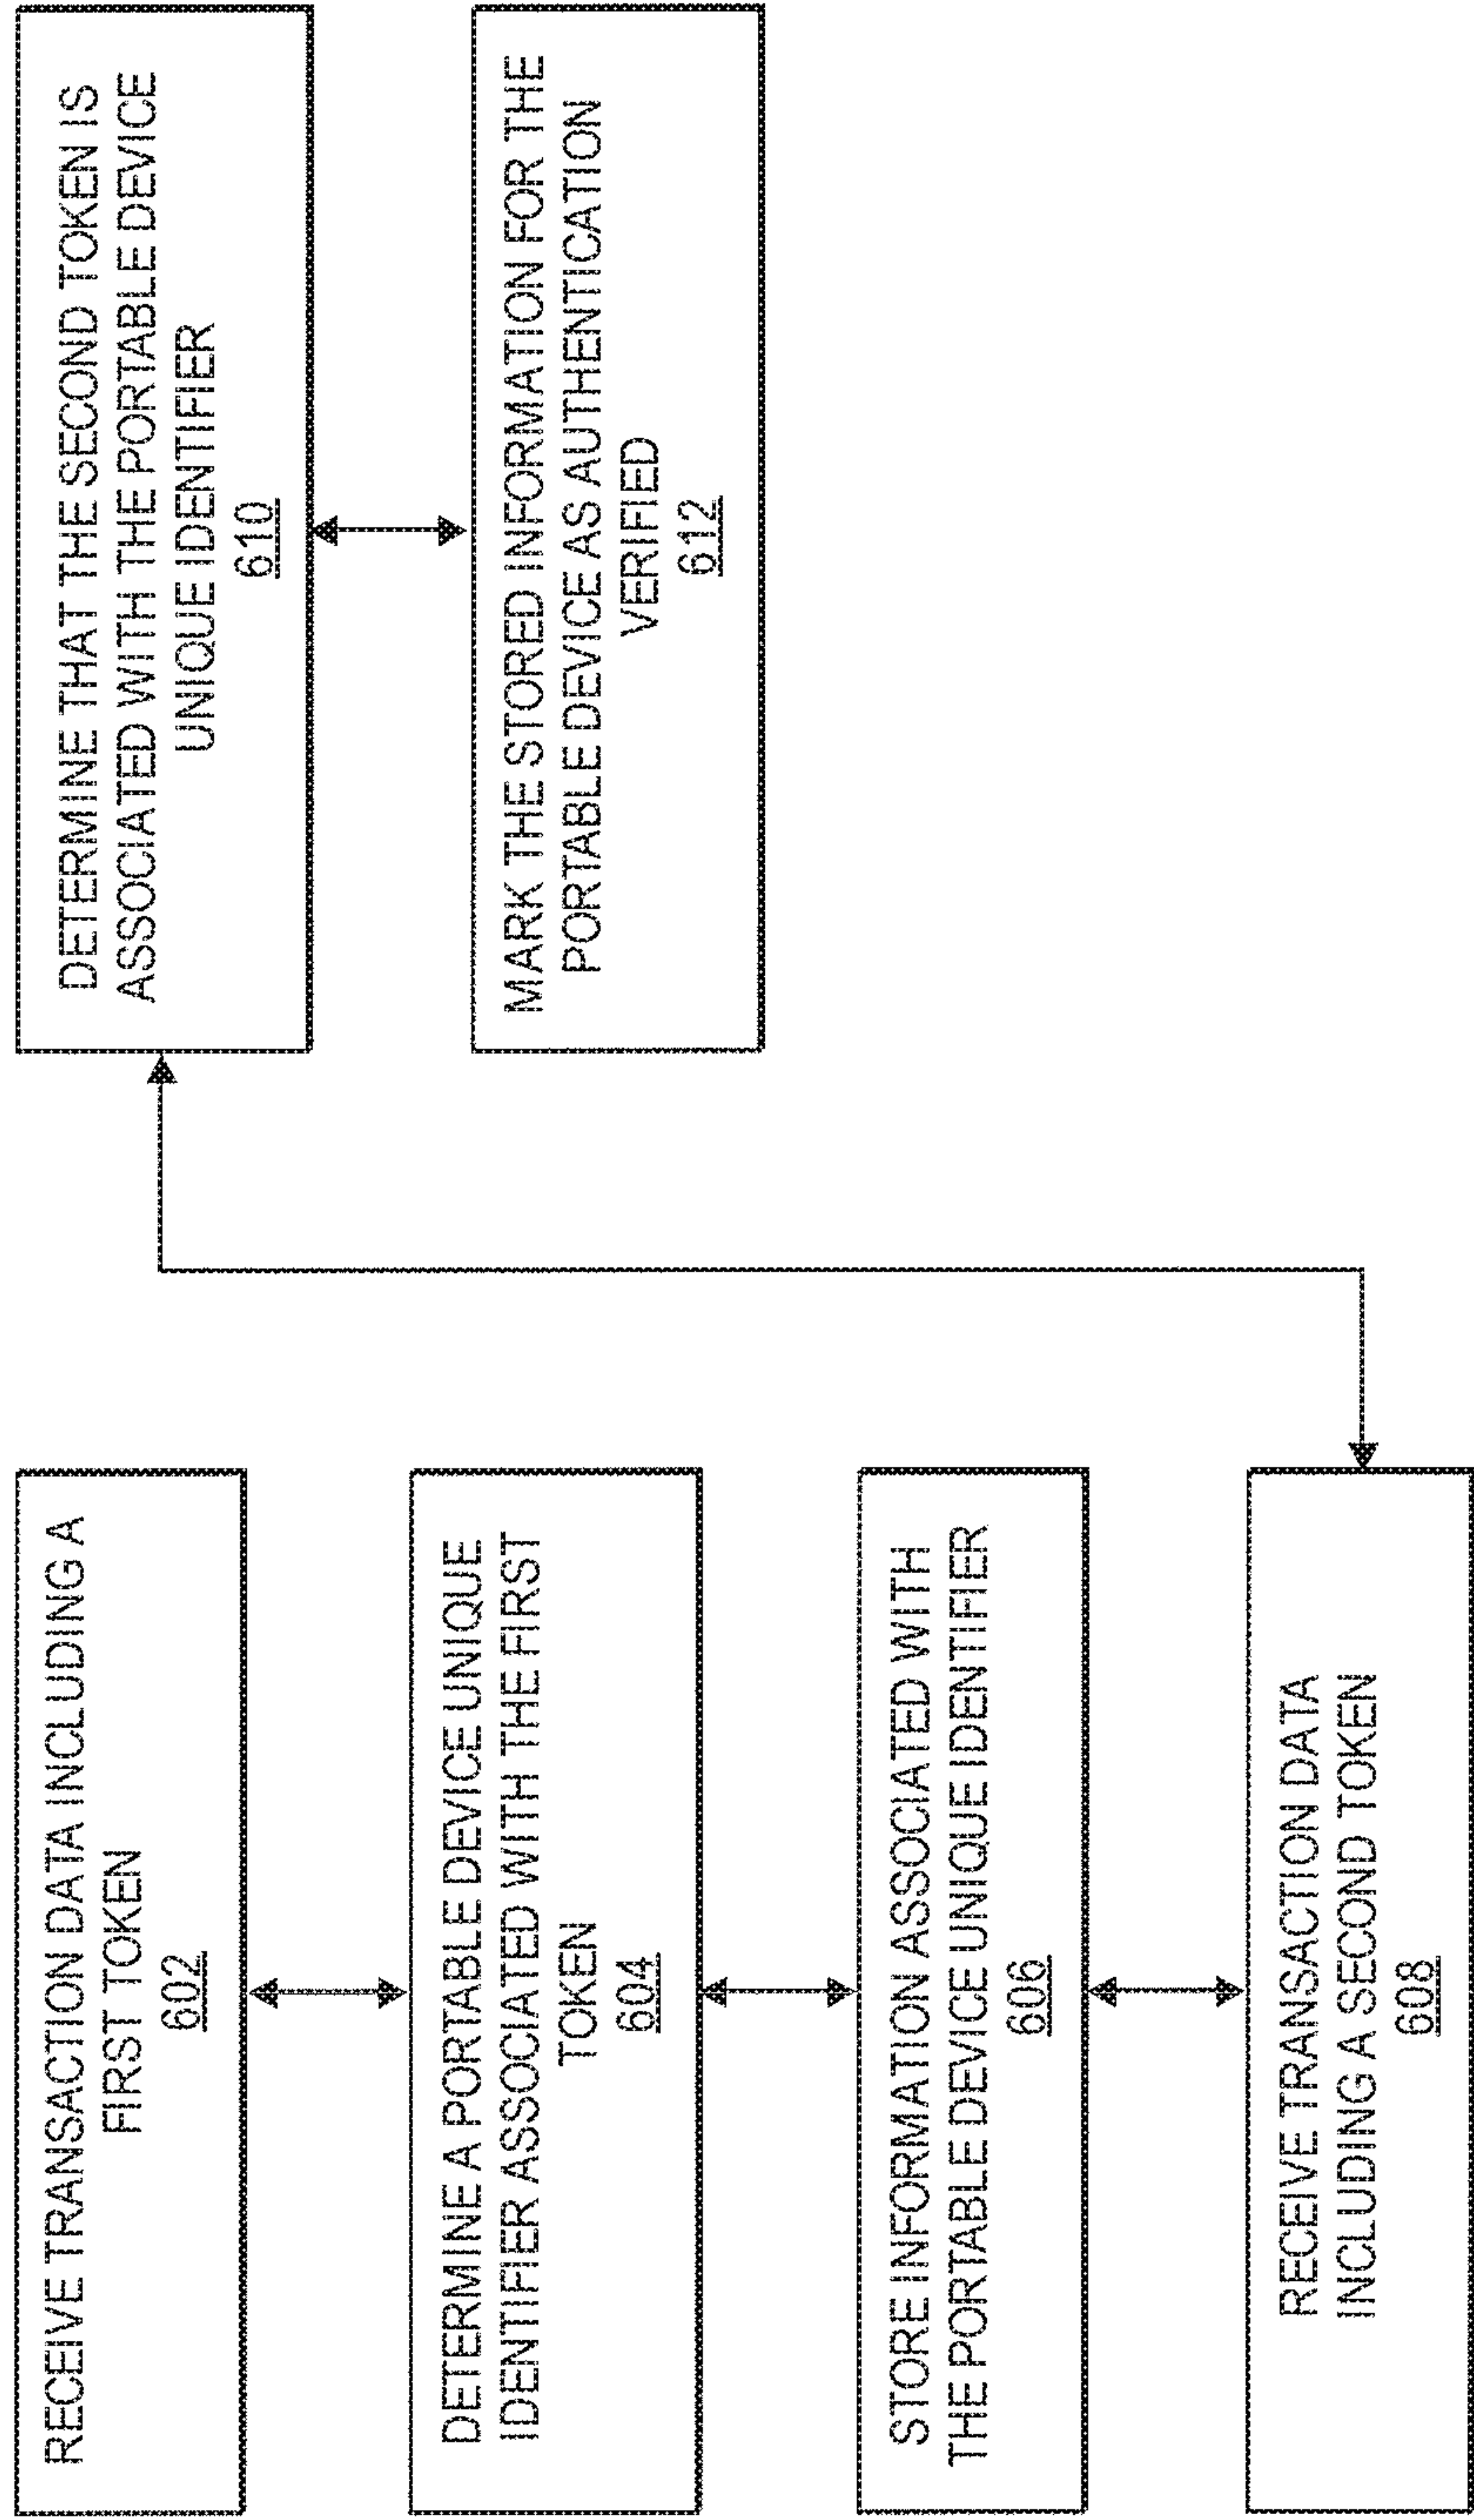 RECEIVE TRANSACTION DATA INCLUDING A
FIRST TOKEN
602
DETERMINE A PORTABLE DEVICE UNIQUE
IDENTIFIER ASSOCIATED WITH THE FIRST
TOKEN
604
STORE INFORMATION ASSOCIATED WITH
THE PORTABLE DEVICE UNIQUE IDENTIFIER
606
RECEIVE TRANSACTION DATA
INCLUDING A SECOND TOKEN
608
DETERMINE THAT THE SECOND TOKEN IS
ASSOCIATED WITH THE PORTABLE DEVICE
UNIQUE IDENTIFIER
610
MARK THE STORED INFORMATION FOR THE
PORTABLE DEVICE AS AUTHENTICATION
VERIFIED
612